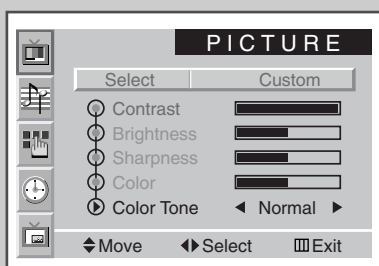 PICTURE
Select Custom
Contrast
Brightness
Sharpness
Color
Color Tone Normal
Move Select Exit